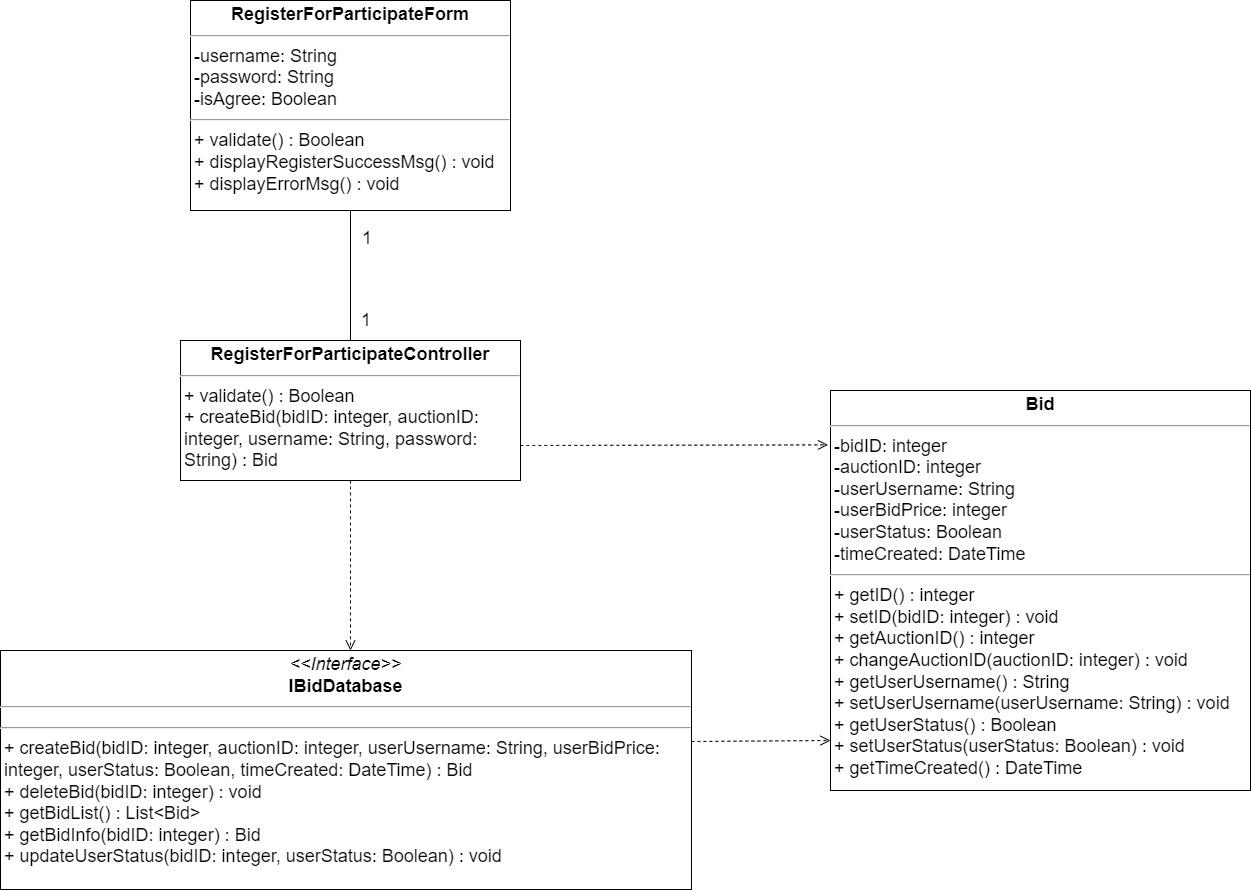 RegisterForParticipateForm
-username: String
-password: String
-isAgree: Boolean
+ validate() : Boolean
+ displayRegisterSuccessMsg() : void
+ displayErrorMsg() : void
1
1
RegisterForParticipateController
+ validate() : Boolean
+ createBid(bidID: integer, auctionID:
integer, username: String, password:
String) : Bid
Bid
-bidID: integer
-auctionID: integer
-userUsername: String
-userBidPrice: integer
-userStatus: Boolean
-timeCreated: DateTime
+ getID() : integer
+ setID(bidID: integer) : void
+ getAuctionID() : integer
+ changeAuctionID(auctionID: integer) : void
+ getUserUsername() : String
+ setUserUsername(userUsername: String) : void
+ getUserStatus() : Boolean
+ setUserStatus(userStatus: Boolean) : void
+ getTimeCreated() : DateTime
<<Interface>>
IBidDatabase
+ createBid(bidID: integer, auctionID: integer, userUsername: String, userBidPrice:
integer, userStatus: Boolean, timeCreated: DateTime) : Bid
+ deleteBid(bidID: integer) : void
+ getBidList() : List<Bid>
+ getBidInfo(bidID: integer) : Bid
+ updateUserStatus(bidID: integer, userStatus: Boolean) : void